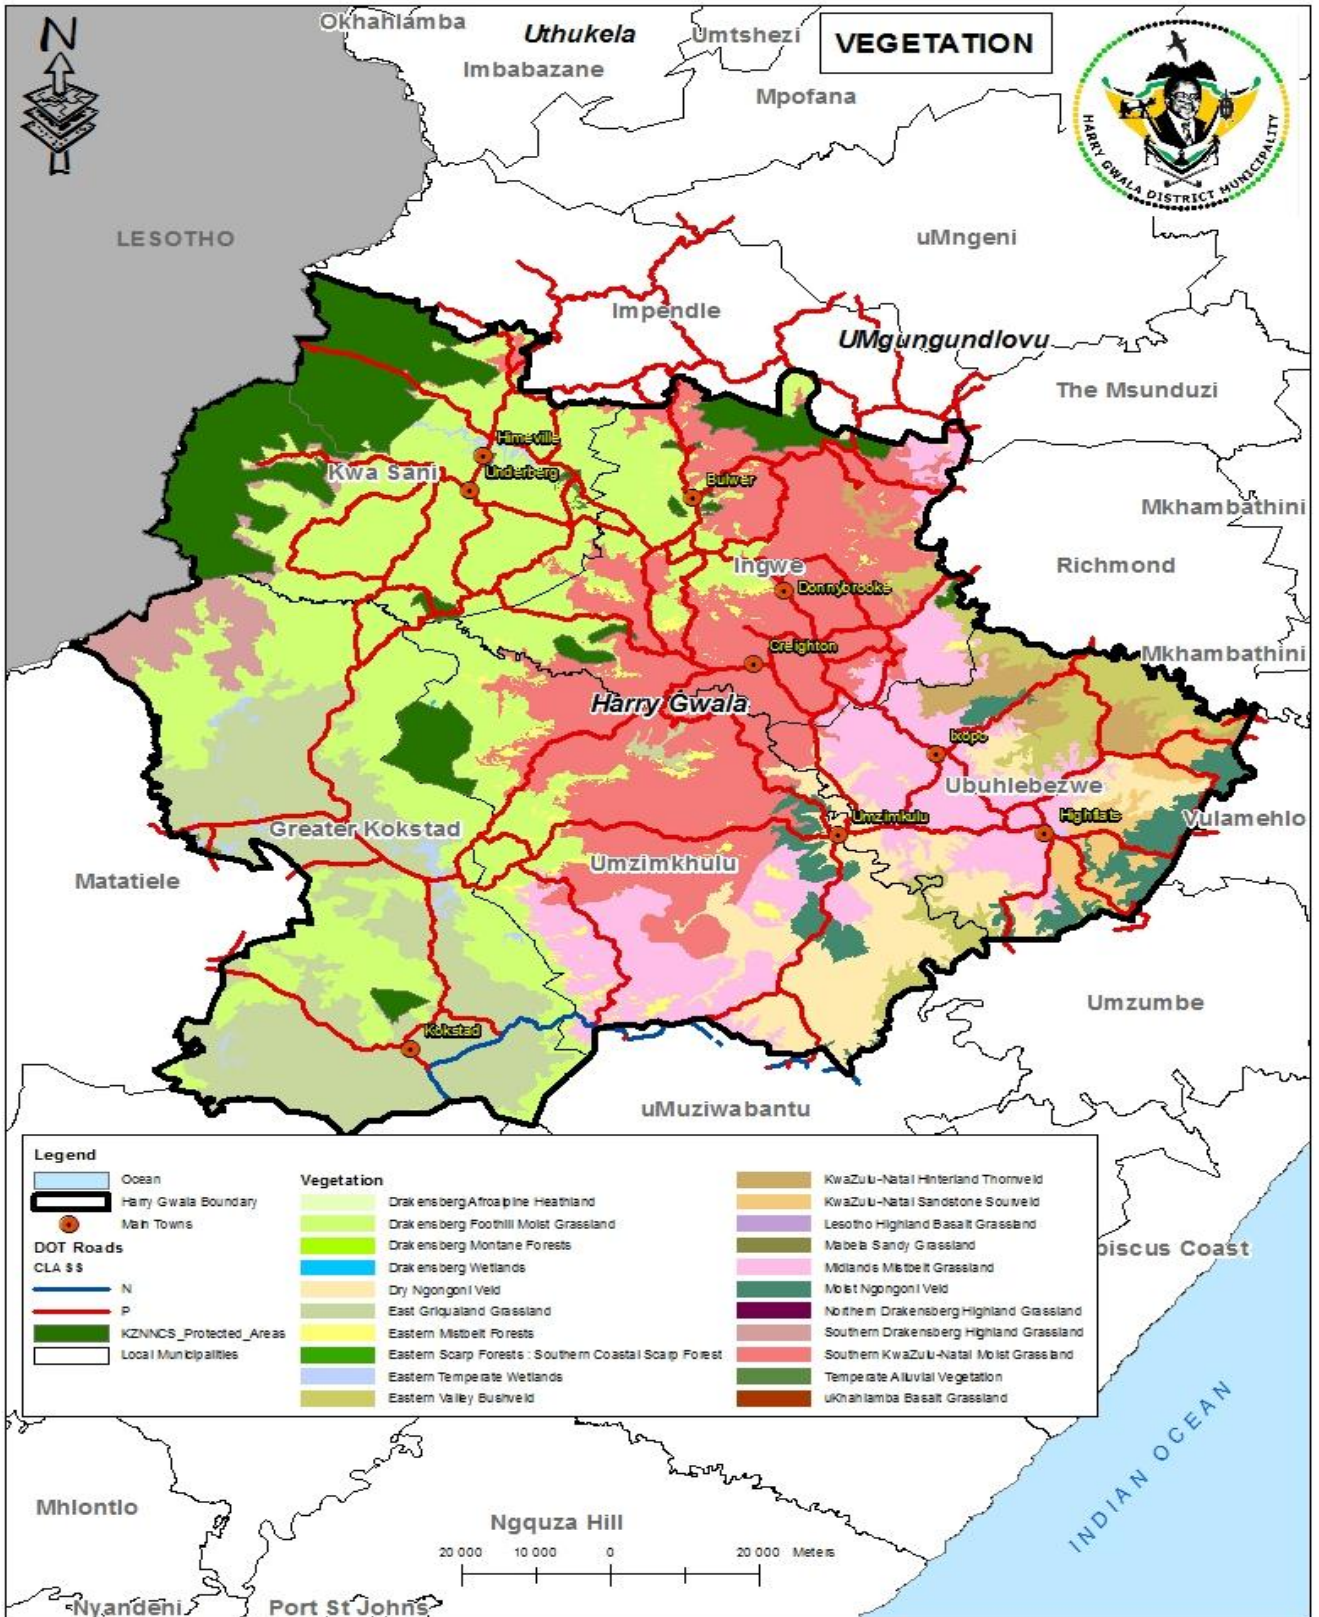 N
Okhahlamba
Uthukela
Umtshezi
VEGETATION
Imbabazane
Mpofana
HARRY GWALA DISTRICT MUNICIPALITY
LESOTHO
uMngeni
Impendle
UMgungundlovu
The Msunduzi
Himeville
Kwa Sani
Underberg
Bulwer
Mkhambathini
Ingwe
Richmond
Donnybrooke
Creighton
Mkhambathini
Harry Gwala
Ixopo
Ubuhlebezwe
Greater Kokstad
Umzimkulu
Highflats
Vulamehlo
Umzimkhulu
Matatiele
Umzumbe
Kokstad
uMuziwabantu
Legend
Ocean
Harry Gwala Boundary
Main Towns
DOT Roads
CLASS
N
P
KZNNCS_Protected_Areas
Local Municipalities
Vegetation
Drakensberg Afroalpine Heathland
Drakensberg Foothill Moist Grassland
Drakensberg Montane Forests
Drakensberg Wetlands
Dry Ngongoni Veld
East Griqualand Grassland
Eastern Mistbelt Forests
Eastern Scarp Forests : Southern Coastal Scarp Forest
Eastern Temperate Wetlands
Eastern Valley Bushveld
KwaZulu-Natal Hinterland Thornveld
KwaZulu-Natal Sandstone Sourveld
Lesotho Highland Basalt Grassland
Mabela Sandy Grassland
Midlands Mistbelt Grassland
Moist Ngongoni Veld
Northern Drakensberg Highland Grassland
Southern Drakensberg Highland Grassland
Southern KwaZulu-Natal Moist Grassland
Temperate Alluvial Vegetation
uKhahlamba Basalt Grassland
biscus Coast
INDIAN OCEAN
Mhlontlo
Ngquza Hill
20 000 10 000 0 20 000 Meters
Nyandeni
Port St Johns